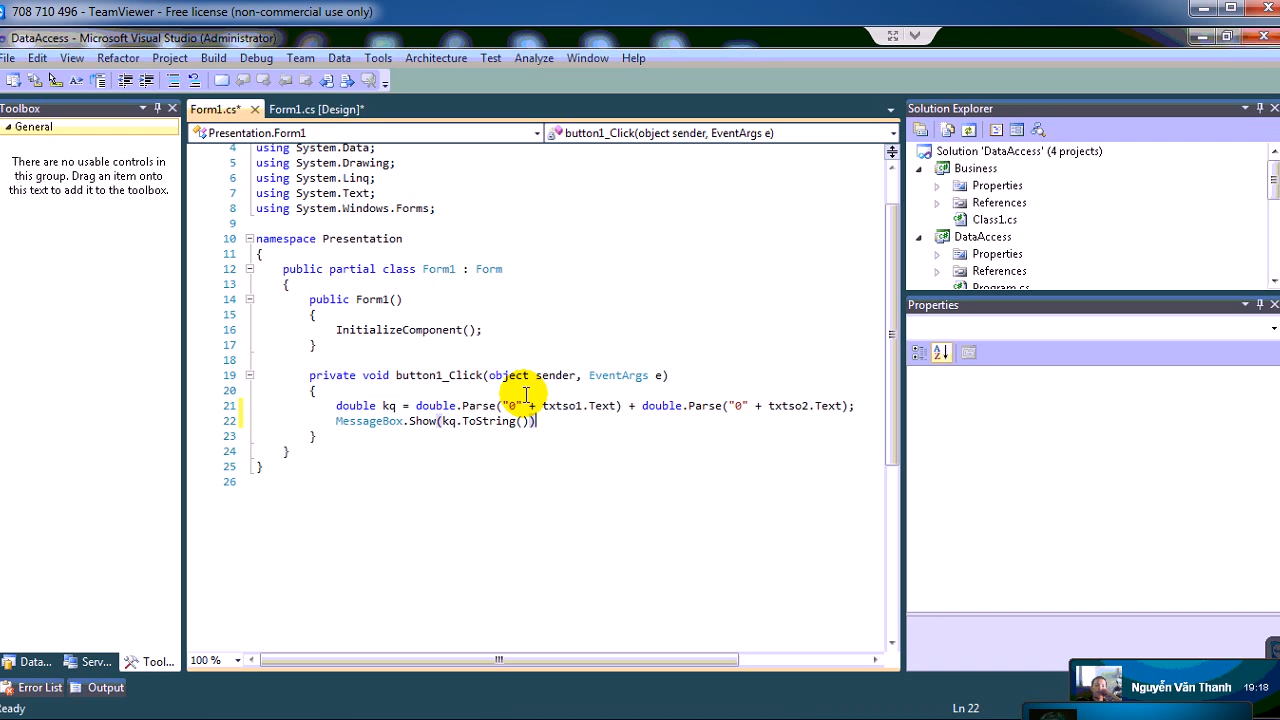 708 710 496 - TeamViewer - Free license (non-commercial use only)
DataAccess - Microsoft Visual Studio (Administrator)
File Edit View Refactor Project Build Debug Team Data Tools Architecture Test Analyze Window Help
Toolbox
General
There are no usable controls in
this group. Drag an item onto
this text to add it to the toolbox.
Data... Serv... Tool...
Form1.cs* Form1.cs [Design]*
Presentation.Form1 button1_Click(object sender, EventArgs e)
4 using System.Data;
5 using System.Drawing;
6 using System.Linq;
7 using System.Text;
8 using System.Windows.Forms;
9
10 namespace Presentation
11 {
12 public partial class Form1 : Form
13 {
14 public Form1()
15 {
16 InitializeComponent();
17 }
18
19 private void button1_Click(object sender, EventArgs e)
20 {
21 double kq = double.Parse("0" + txtso1.Text) + double.Parse("0" + txtso2.Text);
22 MessageBox.Show(kq.ToString())
23 }
24 }
25 }
26
100 %
Solution Explorer
Solution 'DataAccess' (4 projects)
Business
Properties
References
Class1.cs
DataAccess
Properties
References
Program.cs
Properties
Error List Output
Ready
Ln 22
Nguyễn Văn Thanh 19:18